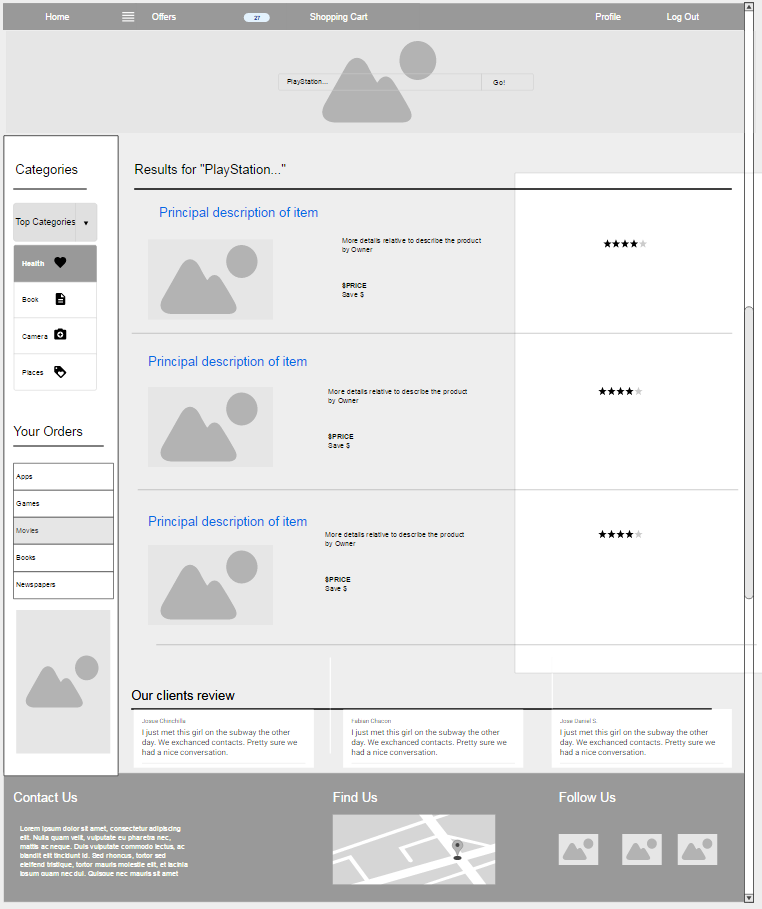 Home
Offers
27
Shopping Cart
Profile
Log Out
PlayStation...
Go!
Categories
Top Categories
Health
Book
Camera
Places
Your Orders
Apps
Games
Movies
Books
Newspapers
Results for "PlayStation..."
Principal description of item
More details relative to describe the product
by Owner
$PRICE
Save $
Principal description of item
More details relative to describe the product
by Owner
$PRICE
Save $
Principal description of item
More details relative to describe the product
by Owner
$PRICE
Save $
Our clients review
Josue Chinchilla
I just met this girl on the subway the other
day. We exchanced contacts. Pretty sure we
had a nice conversation.
Fabian Chacon
I just met this girl on the subway the other
day. We exchanced contacts. Pretty sure we
had a nice conversation.
Jose Daniel S.
I just met this girl on the subway the other
day. We exchanced contacts. Pretty sure we
had a nice conversation.
Contact Us
Lorem ipsum dolor sit amet, consectetur adipiscing
elit. Nulla quam velit, vulputate eu pharetra nec,
mattis ac neque. Duis vulputate commodo lectus, ac
blandit elit tincidunt id. Sed rhoncus, tortor sed
eleifend tristique, tortor mauris molestie elit, et lacinia
ipsum quam nec dui. Quisque nec mauris sit amet
Find Us
Follow Us